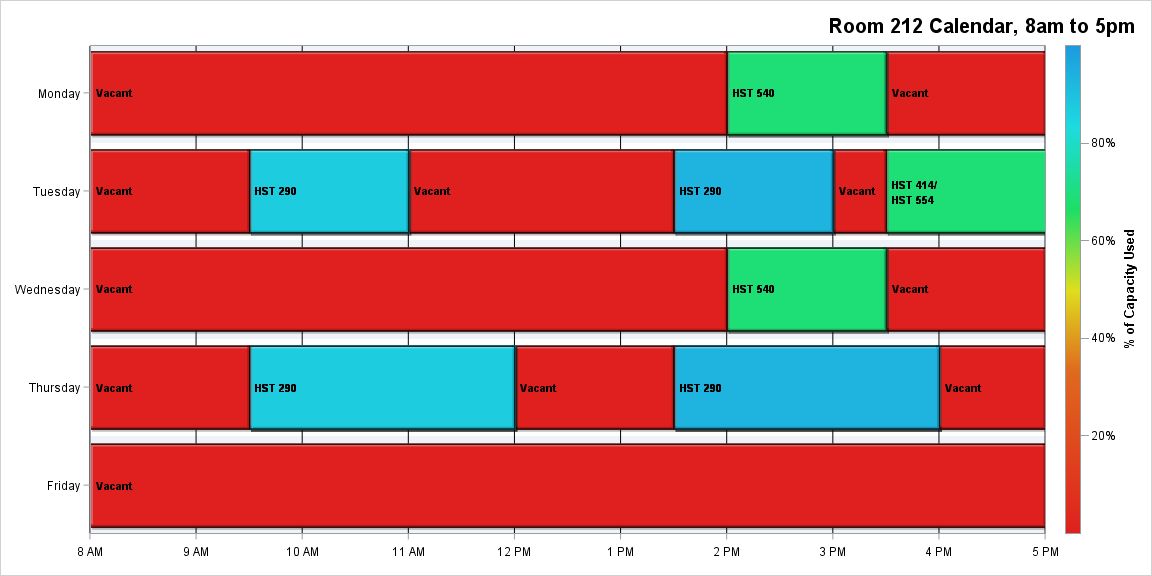 Room 212 Calendar, 8am to 5pm
Monday
Vacant
HST 540
Vacant
Tuesday
Vacant
HST 290
Vacant
HST 290
Vacant
HST 414/
HST 554
Wednesday
Vacant
HST 540
Vacant
Thursday
Vacant
HST 290
Vacant
HST 290
Vacant
Friday
Vacant
8 AM
9 AM
10 AM
11 AM
12 PM
1 PM
2 PM
3 PM
4 PM
5 PM
80%
60%
40%
20%
% of Capacity Used